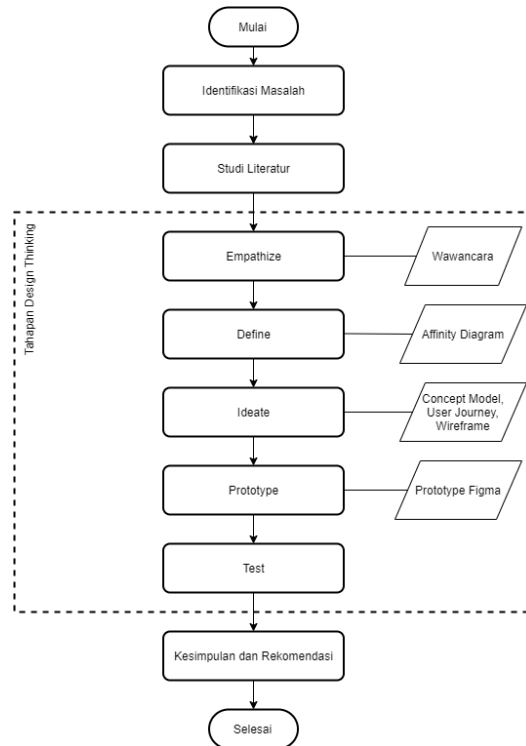 Mulai
Identifikasi Masalah
Studi Literatur
Tahapan Design Thinking
Empathize
Wawancara
Define
Affinity Diagram
Ideate
Concept Model,
User Journey,
Wireframe
Prototype
Prototype Figma
Test
Kesimpulan dan Rekomendasi
Selesai